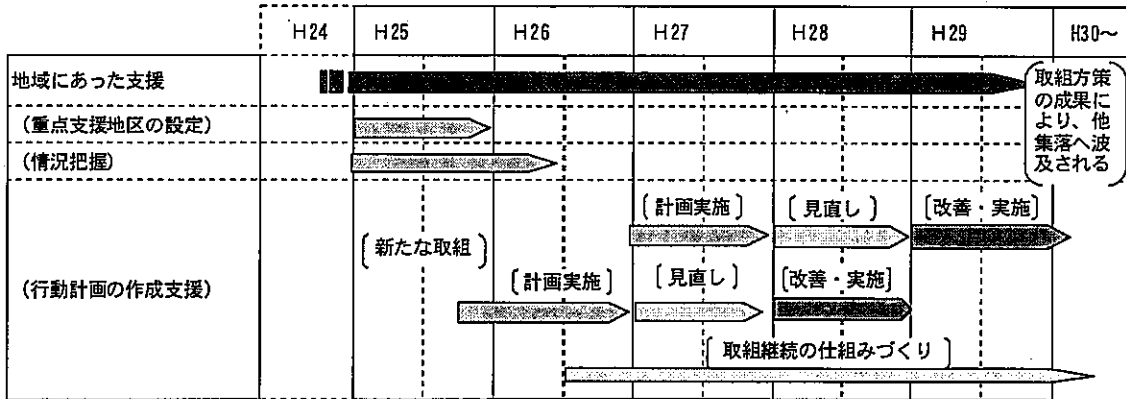 H24 H25 H26 H27 H28 H29 H30～
地域にあった支援
取組方策
の成果に
より、他
集落へ波
及される
（重点支援地区の設定）
（情況把握）
〔計画実施〕 〔見直し〕 〔改善・実施〕
〔新たな取組〕
（行動計画の作成支援）
〔計画実施〕 〔見直し〕 〔改善・実施〕
〔取組継続の仕組みづくり〕